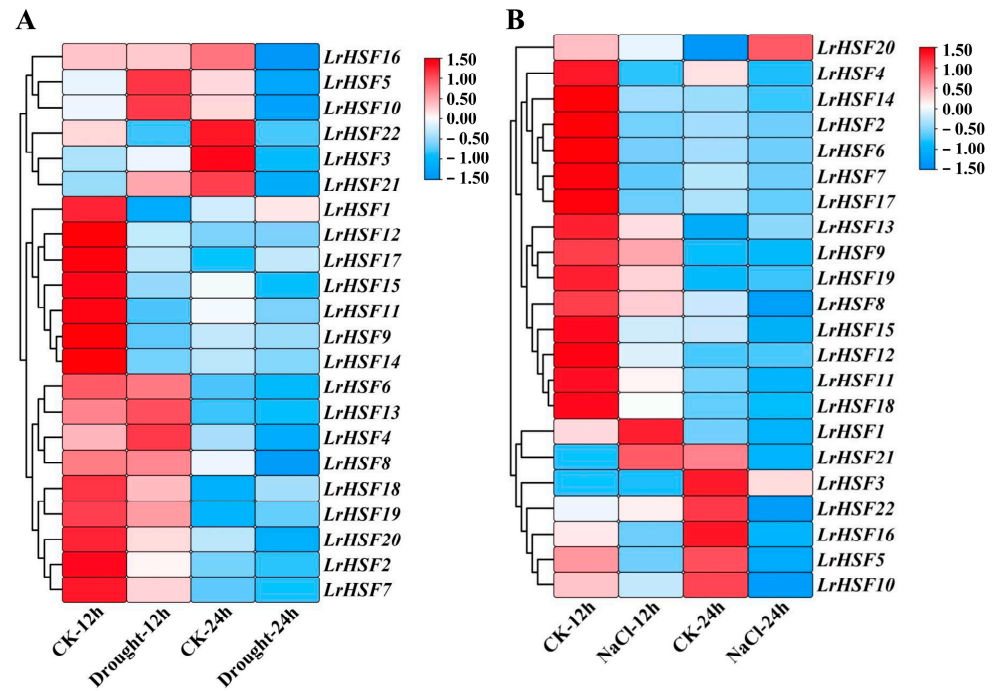 A
LrHSF16
LrHSF5
LrHSF10
LrHSF22
LrHSF3
LrHSF21
LrHSF1
LrHSF12
LrHSF17
LrHSF15
LrHSF11
LrHSF9
LrHSF14
LrHSF6
LrHSF13
LrHSF4
LrHSF8
LrHSF18
LrHSF19
LrHSF20
LrHSF2
LrHSF7
1.50
1.00
0.50
0.00
− 0.50
− 1.00
− 1.50
CK-12h
Drought-12h
CK-24h
Drought-24h
B
LrHSF20
LrHSF4
LrHSF14
LrHSF2
LrHSF6
LrHSF7
LrHSF17
LrHSF13
LrHSF9
LrHSF19
LrHSF8
LrHSF15
LrHSF12
LrHSF11
LrHSF18
LrHSF1
LrHSF21
LrHSF3
LrHSF22
LrHSF16
LrHSF5
LrHSF10
1.50
1.00
0.50
0.00
− 0.50
− 1.00
− 1.50
CK-12h
NaCl-12h
CK-24h
NaCl-24h